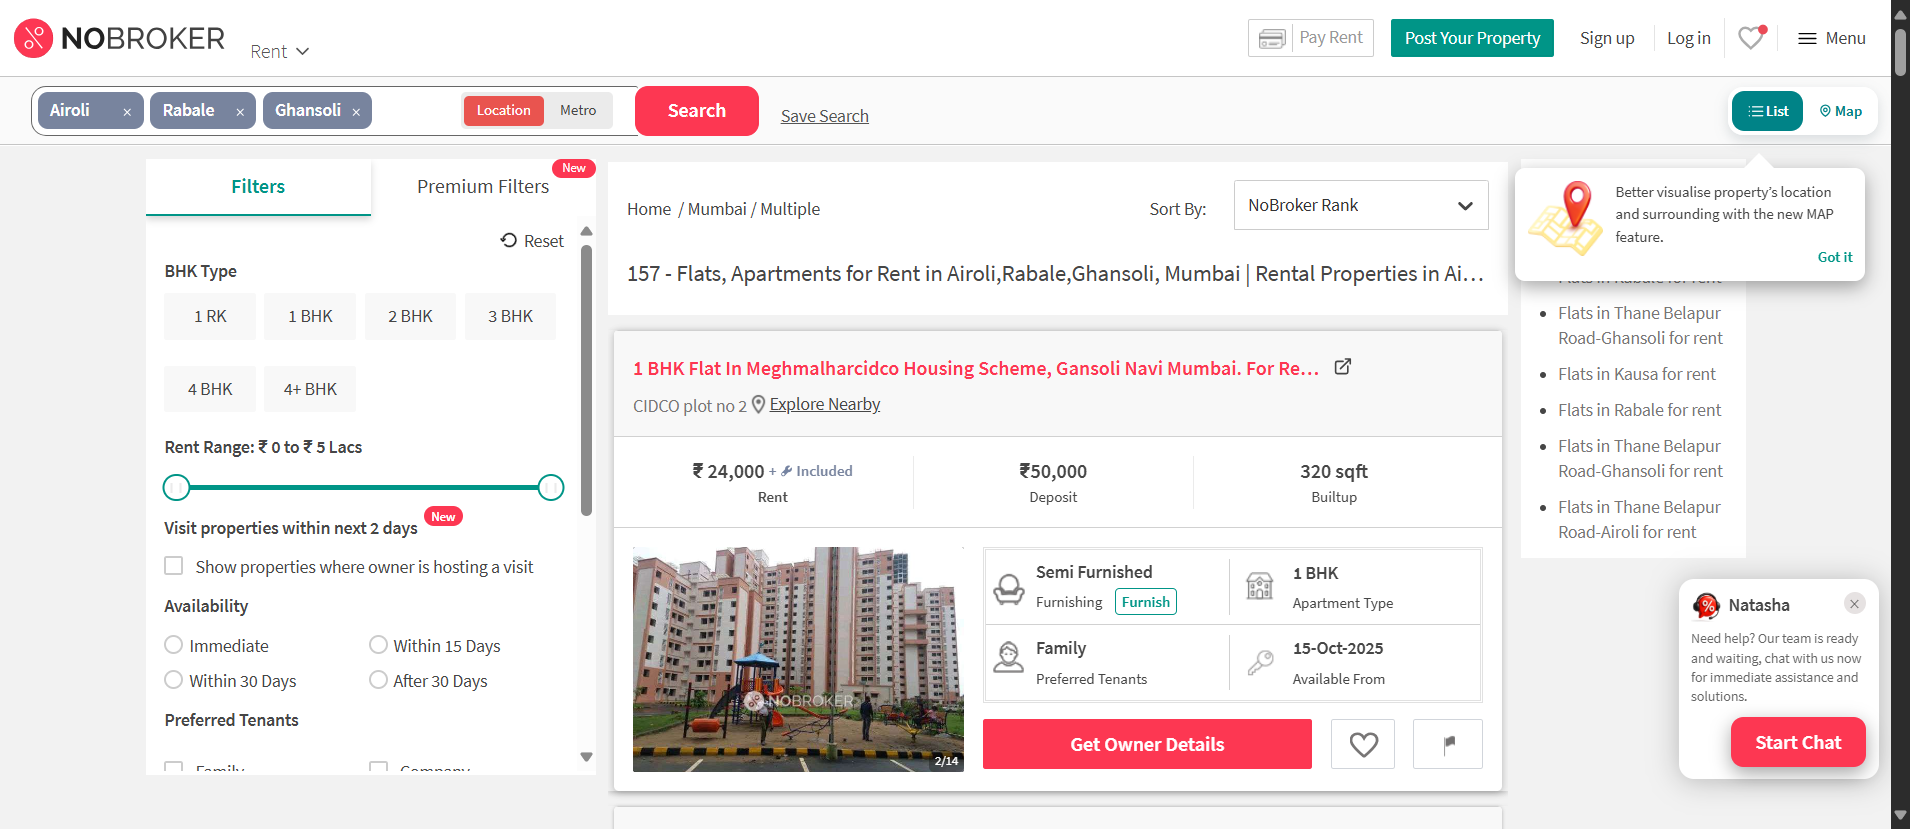 NOBROKER
Rent
Pay Rent
Post Your Property
Sign up
Log in
Menu
Airoli ×
Rabale ×
Ghansoli ×
Location
Metro
Search
Save Search
List
Map
Filters
Premium Filters
New
Reset
BHK Type
1 RK
1 BHK
2 BHK
3 BHK
4 BHK
4+ BHK
Rent Range: ₹ 0 to ₹ 5 Lacs
Visit properties within next 2 days
New
Show properties where owner is hosting a visit
Availability
Immediate
Within 15 Days
Within 30 Days
After 30 Days
Preferred Tenants
Family
Company
Home / Mumbai / Multiple
Sort By:
NoBroker Rank
157 - Flats, Apartments for Rent in Airoli,Rabale,Ghansoli, Mumbai | Rental Properties in Ai…
1 BHK Flat In Meghmalharcidco Housing Scheme, Gansoli Navi Mumbai. For Re…
CIDCO plot no 2
Explore Nearby
₹ 24,000 + Included
Rent
₹50,000
Deposit
320 sqft
Builtup
NOBROKER
2/14
Semi Furnished
Furnishing
Furnish
1 BHK
Apartment Type
Family
Preferred Tenants
15-Oct-2025
Available From
Get Owner Details
Better visualise property's location
and surrounding with the new MAP
feature.
Got it
Flats in Rabale for rent
Flats in Thane Belapur
Road-Ghansoli for rent
Flats in Kausa for rent
Flats in Rabale for rent
Flats in Thane Belapur
Road-Ghansoli for rent
Flats in Thane Belapur
Road-Airoli for rent
Natasha
Need help? Our team is ready
and waiting, chat with us now
for immediate assistance and
solutions.
Start Chat